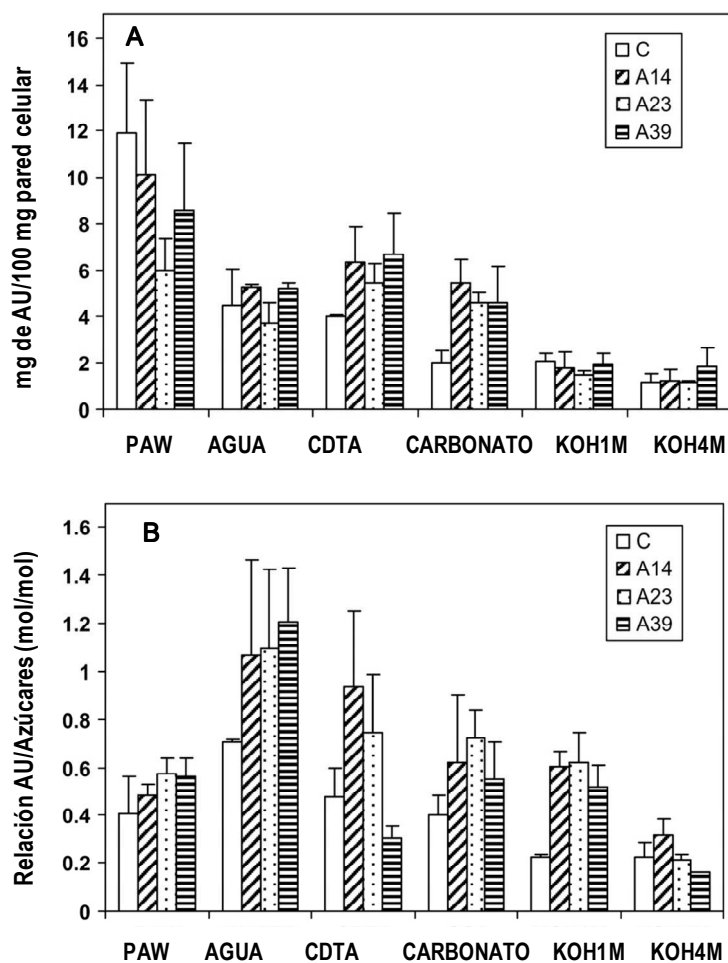 A
mg de AU/100 mg pared celular
16
14
12
10
8
6
4
2
0
C
A14
A23
A39
PAW AGUA CDTA CARBONATO KOH1M KOH4M
B
Relación AU/Azúcares (mol/mol)
1.6
1.4
1.2
1
0.8
0.6
0.4
0.2
0
C
A14
A23
A39
PAW AGUA CDTA CARBONATO KOH1M KOH4M